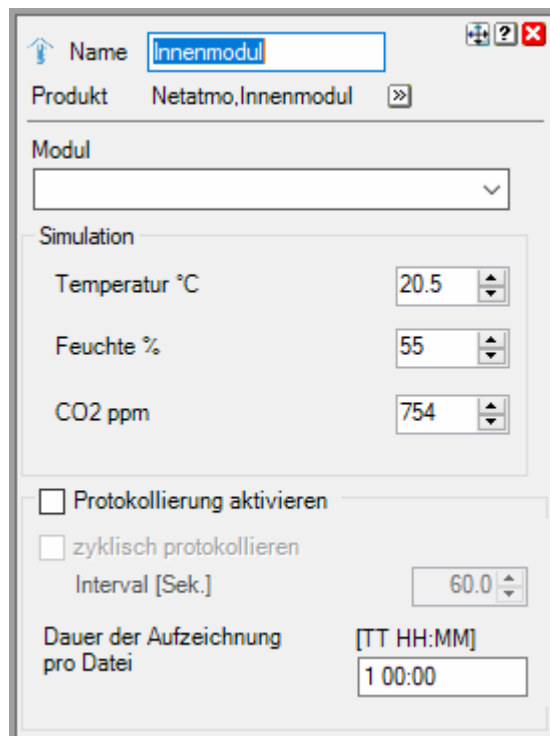 Name Innenmodul ?
Produkt Netatmo,Innenmodul »
Modul
Simulation
Temperatur °C 20.5
Feuchte % 55
CO2 ppm 754
Protokollierung aktivieren
zyklisch protokollieren
Interval [Sek.] 60.0
Dauer der Aufzeichnung [TT HH:MM]
pro Datei 1 00:00